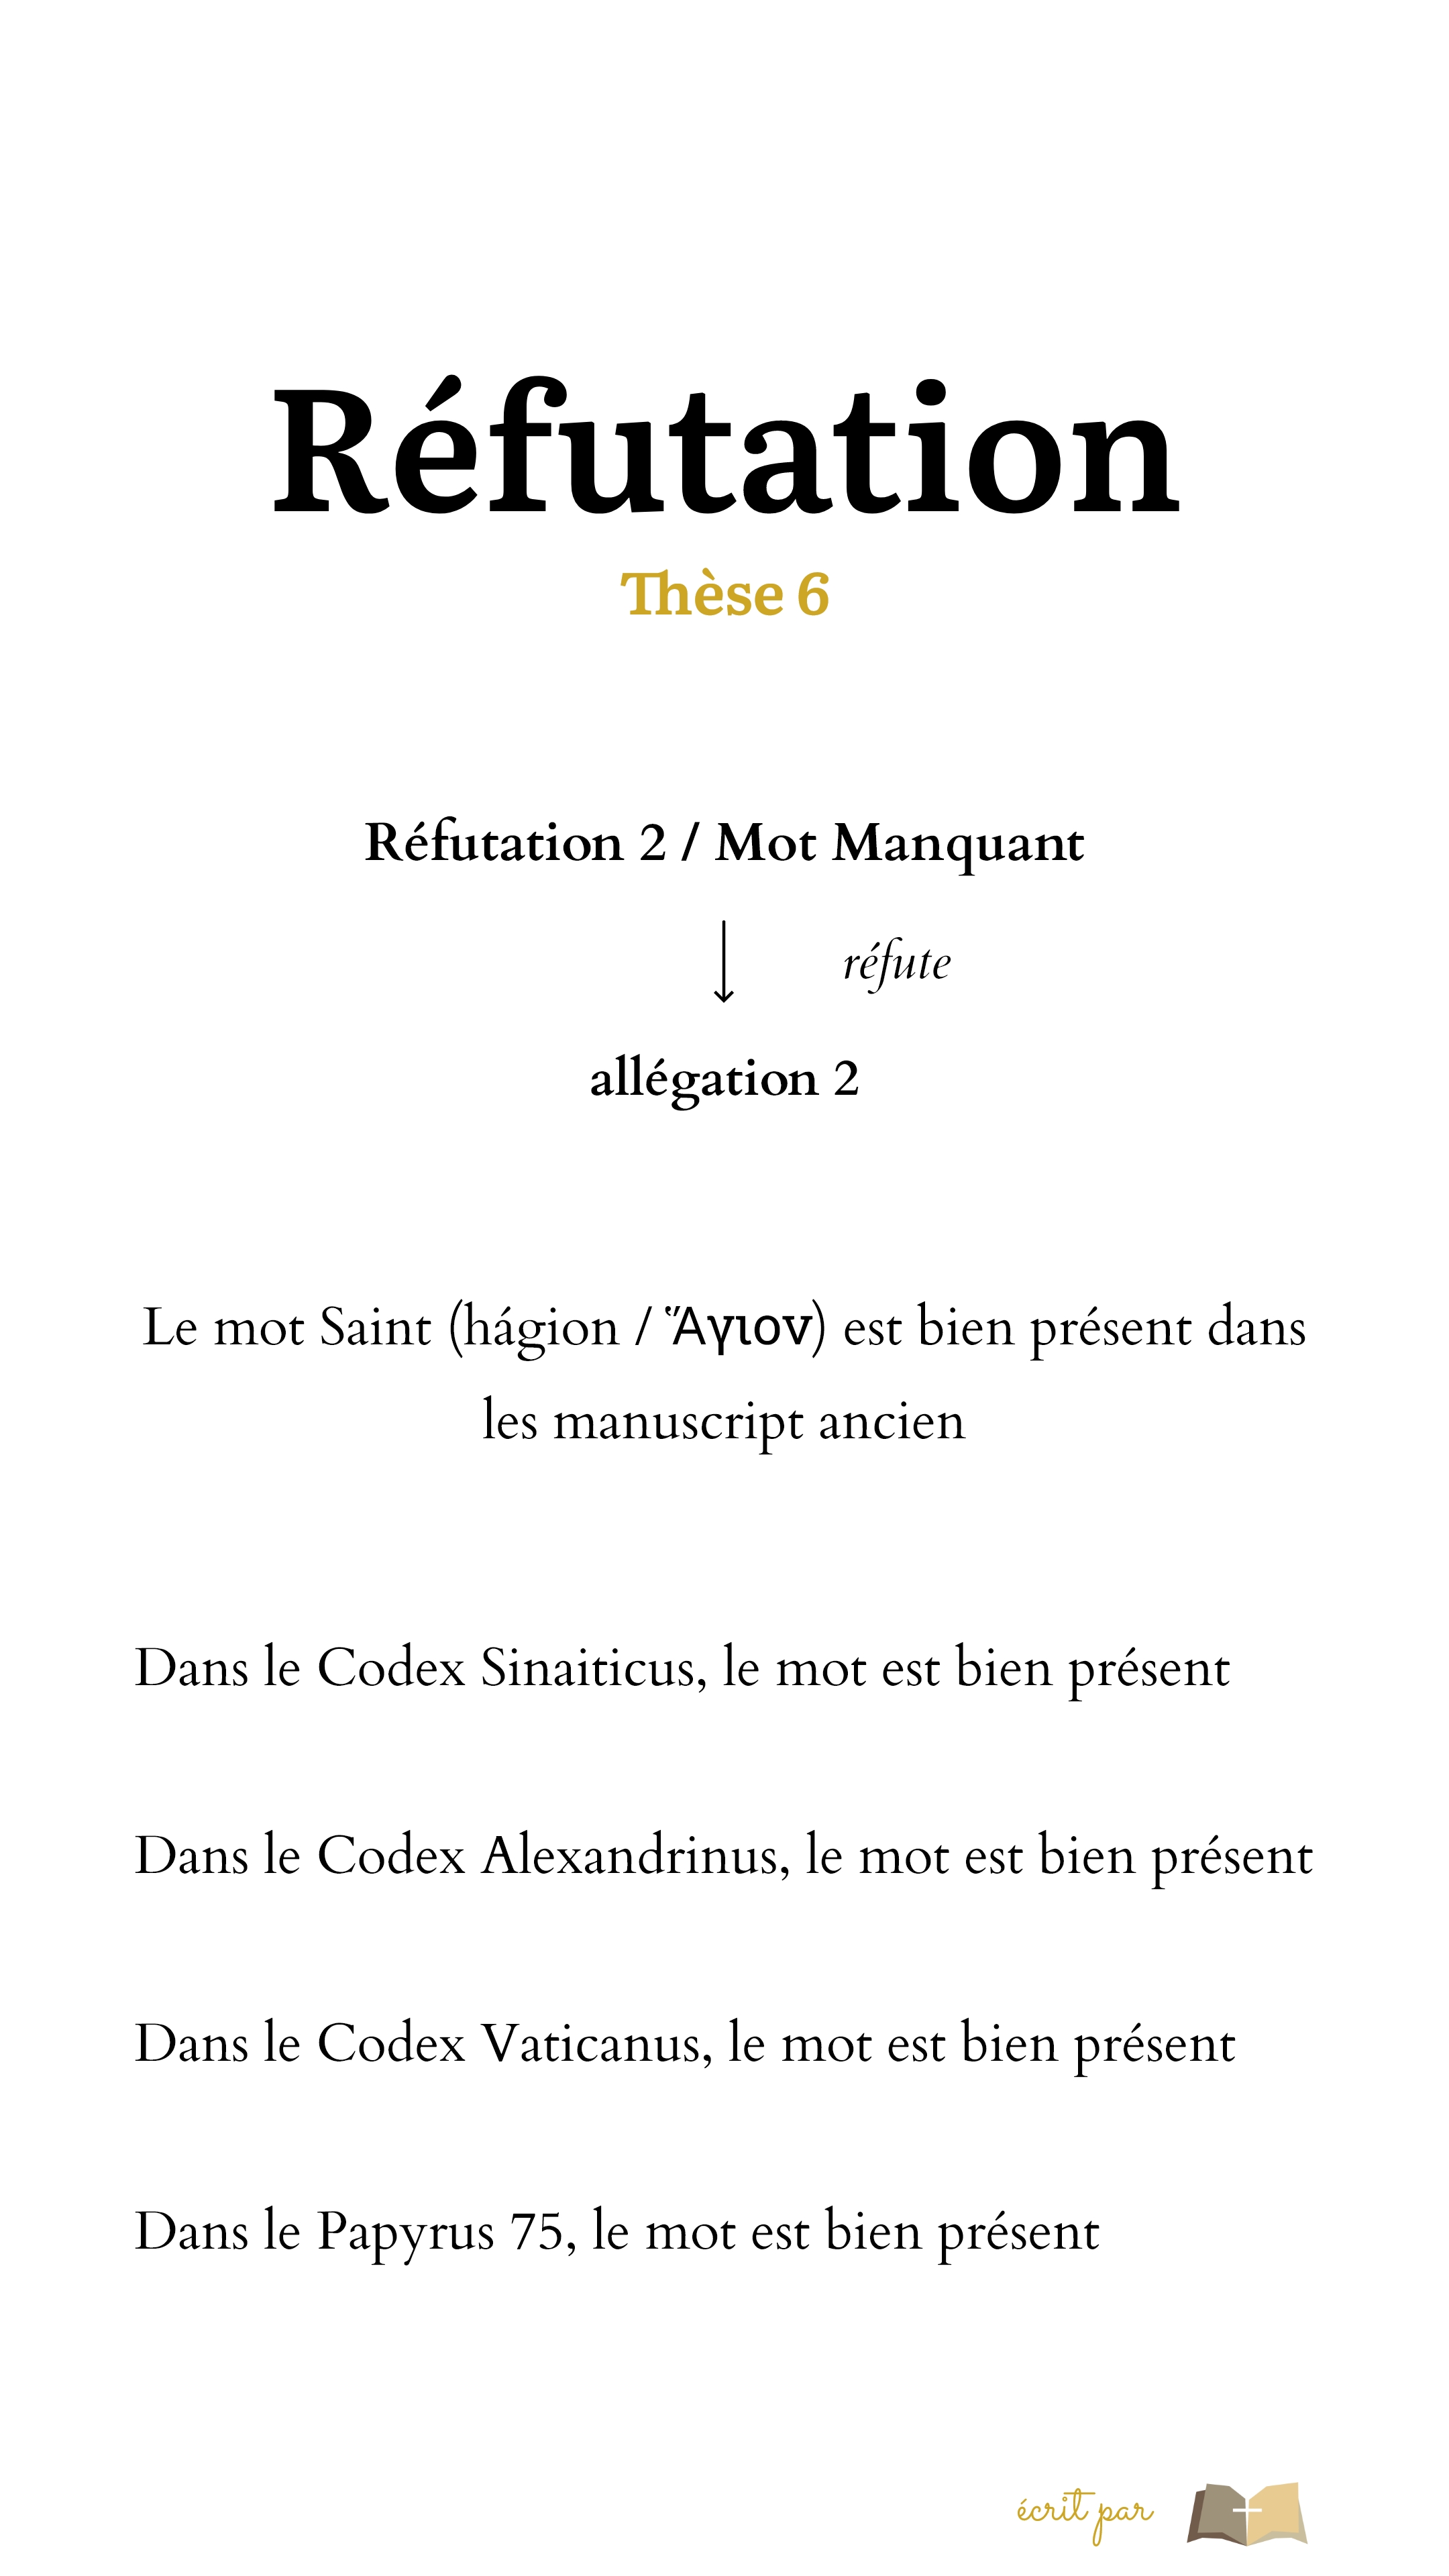 Réfutation
Thèse 6
Réfutation 2 / Mot Manquant
réfute
allégation 2
Le mot Saint (hágion / Ἅγιον) est bien présent dans
les manuscript ancien
Dans le Codex Sinaiticus, le mot est bien présent
Dans le Codex Alexandrinus, le mot est bien présent
Dans le Codex Vaticanus, le mot est bien présent
Dans le Papyrus 75, le mot est bien présent
écrit par